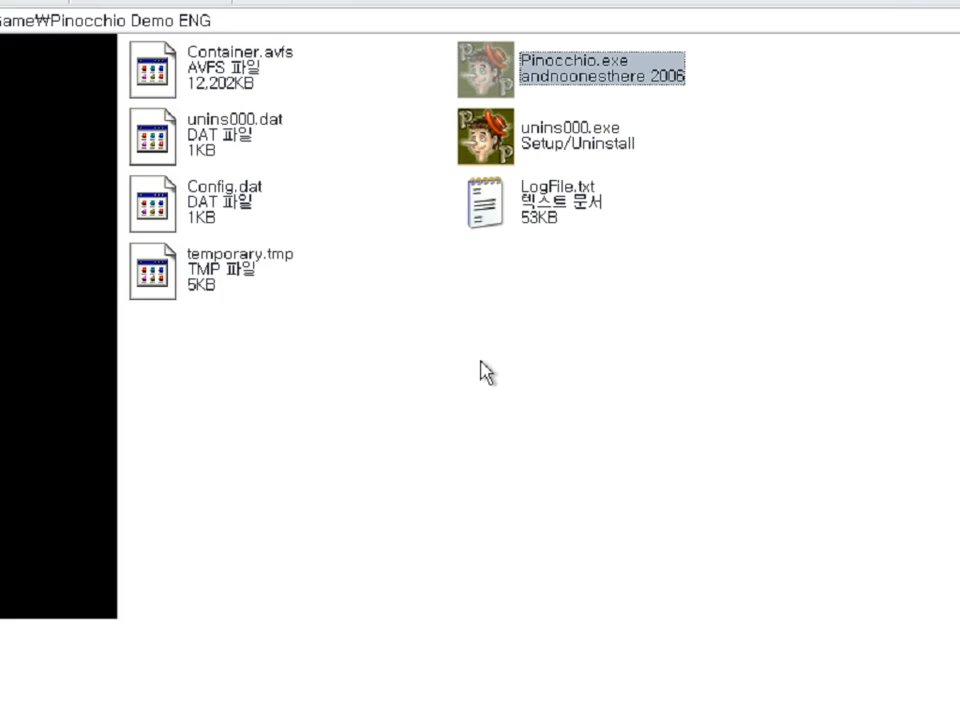 Game₩Pinocchio Demo ENG
Container.avfs
AVFS 파일
12,202KB
Pinocchio.exe
andnoonesthere 2006
unins000.dat
DAT 파일
1KB
unins000.exe
Setup/Uninstall
Config.dat
DAT 파일
1KB
LogFile.txt
텍스트 문서
53KB
temporary.tmp
TMP 파일
5KB